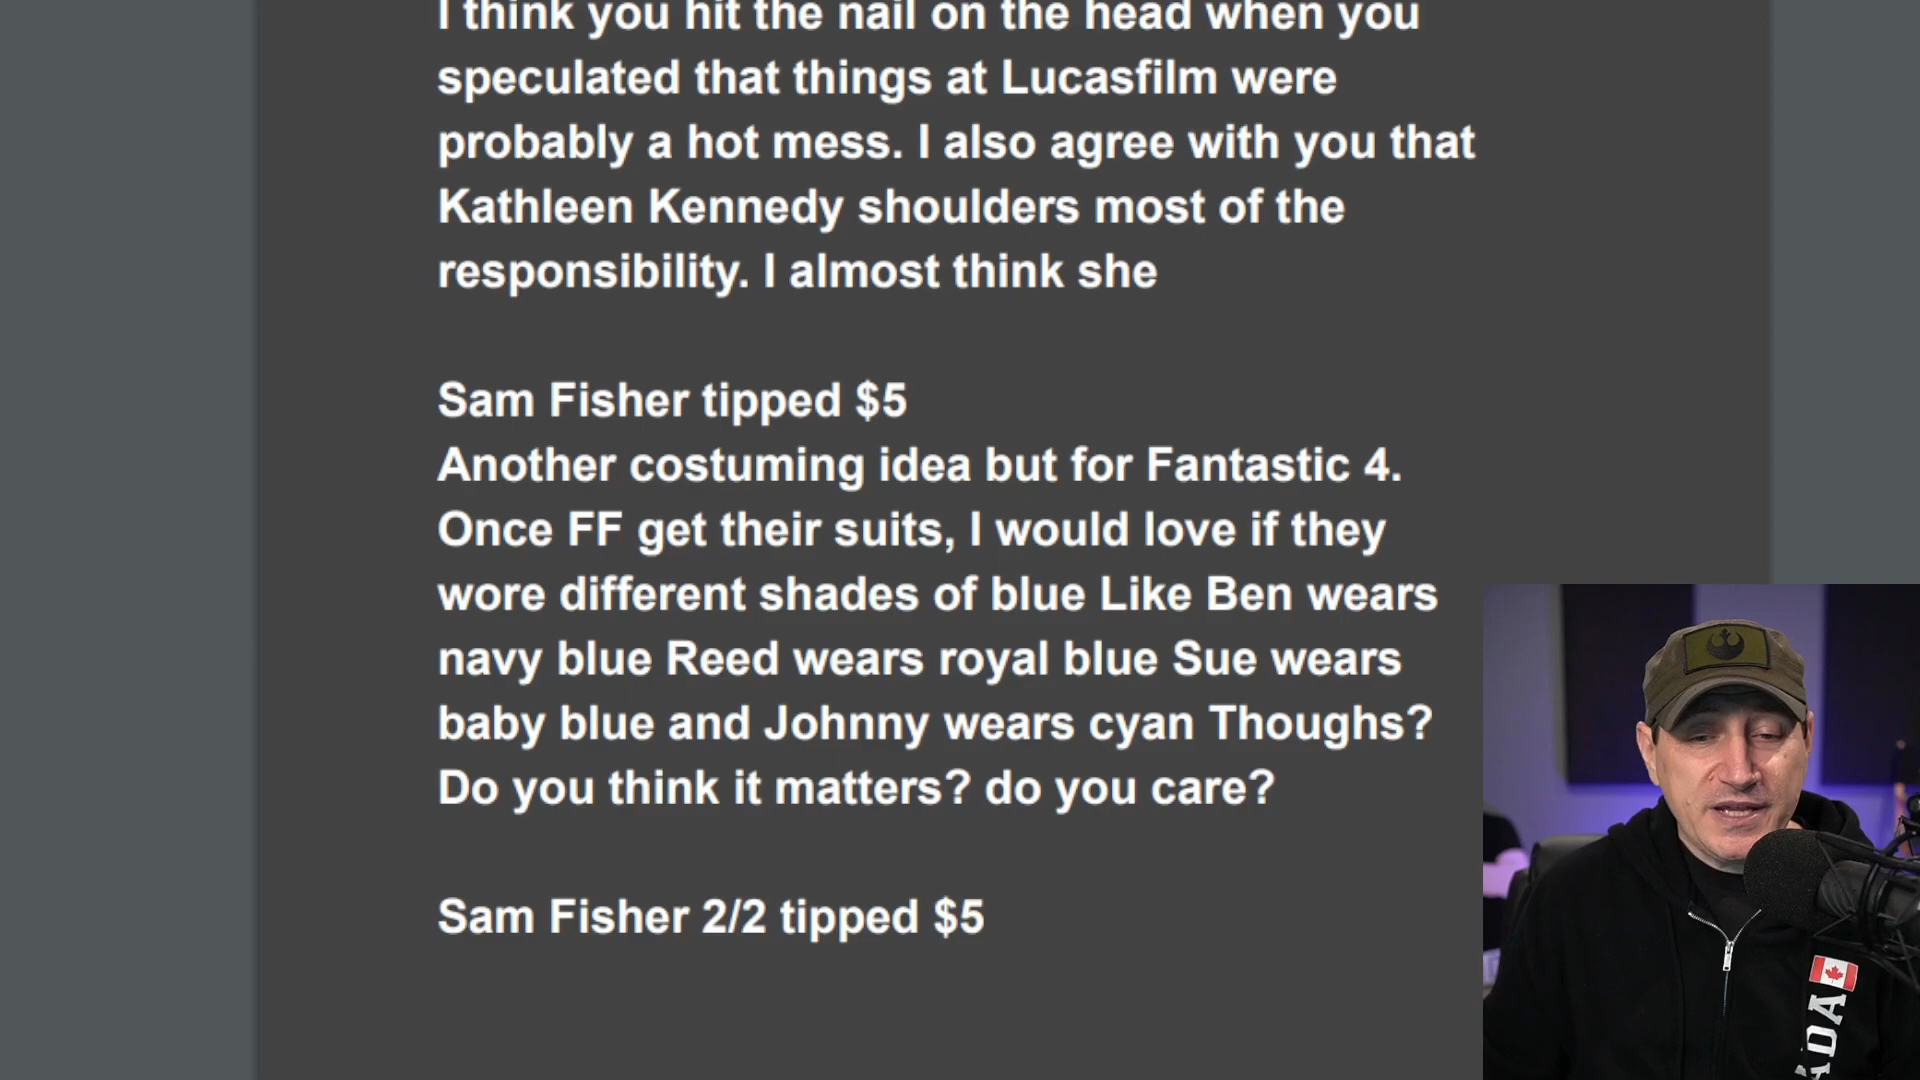 I think you hit the nail on the head when you
speculated that things at Lucasfilm were
probably a hot mess. I also agree with you that
Kathleen Kennedy shoulders most of the
responsibility. I almost think she
Sam Fisher tipped $5
Another costuming idea but for Fantastic 4.
Once FF get their suits, I would love if they
wore different shades of blue Like Ben wears
navy blue Reed wears royal blue Sue wears
baby blue and Johnny wears cyan Thoughs?
Do you think it matters? do you care?
Sam Fisher 2/2 tipped $5
ADA